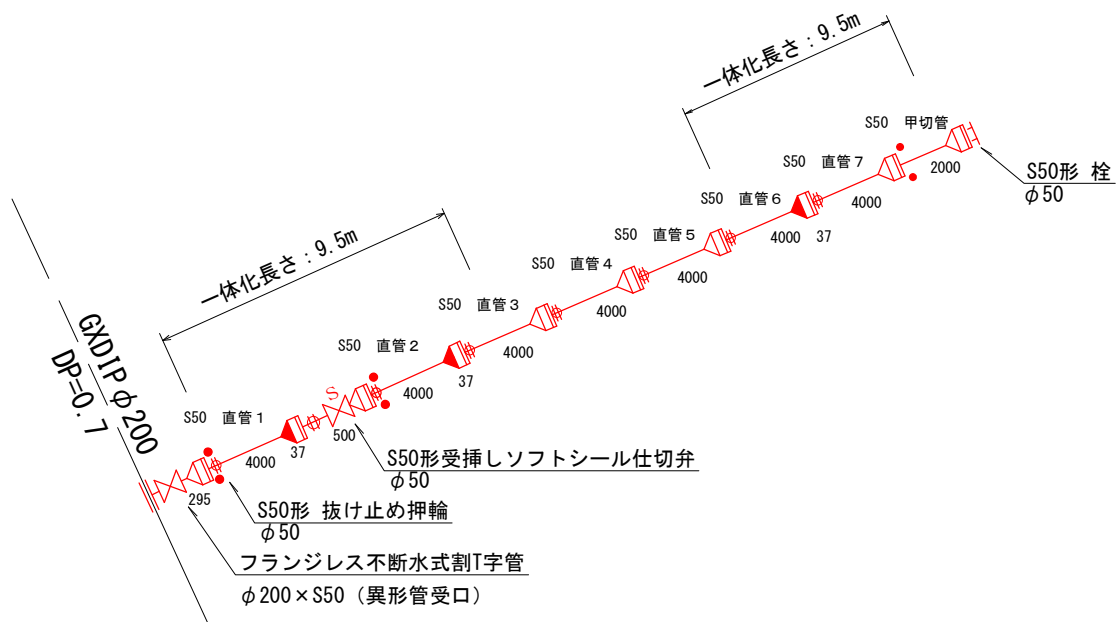 一体化長さ：9.5m
S50 甲切管
2000
S50形 栓
φ50
S50 直管7
4000
S50 直管6
4000 37
S50 直管5
4000
S50 直管4
4000
一体化長さ：9.5m
S50 直管3
4000
S50 直管2
4000
37
S
500
S50形受挿しソフトシール仕切弁
φ50
S50 直管1
4000
37
GXDIPφ200
DP=0.7
295
S50形 抜け止め押輪
φ50
フランジレス不断水式割T字管
φ200×S50（異形管受口）